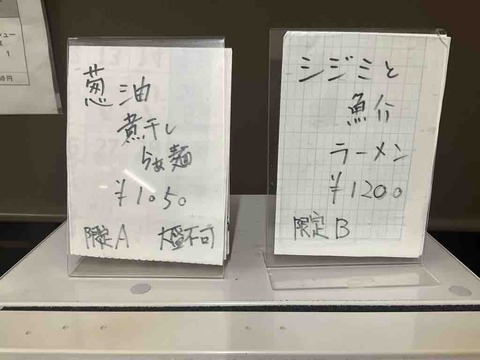 葱油
煮干し
らぁ麺
¥1050
限定A 大盛不可
シジミと
魚介
ラーメン
¥1200
限定B